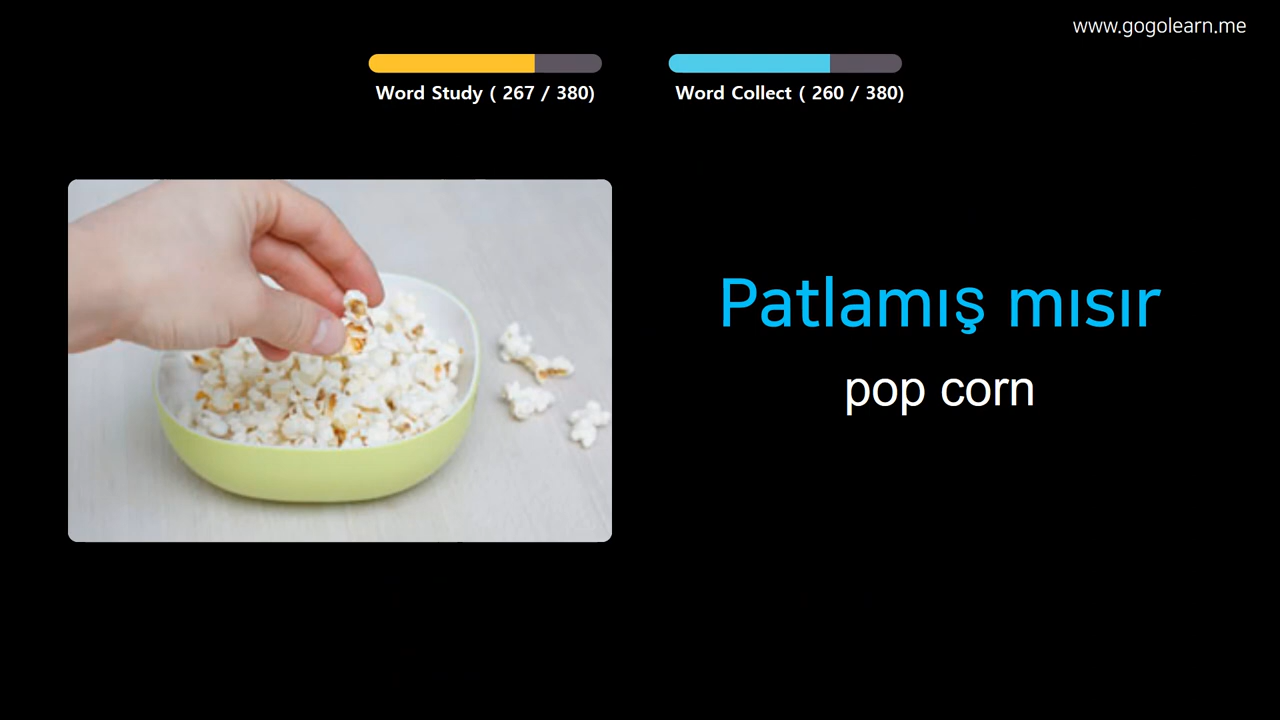 www.gogolearn.me
Word Study ( 267 / 380)
Word Collect ( 260 / 380)
Patlamış mısır
pop corn